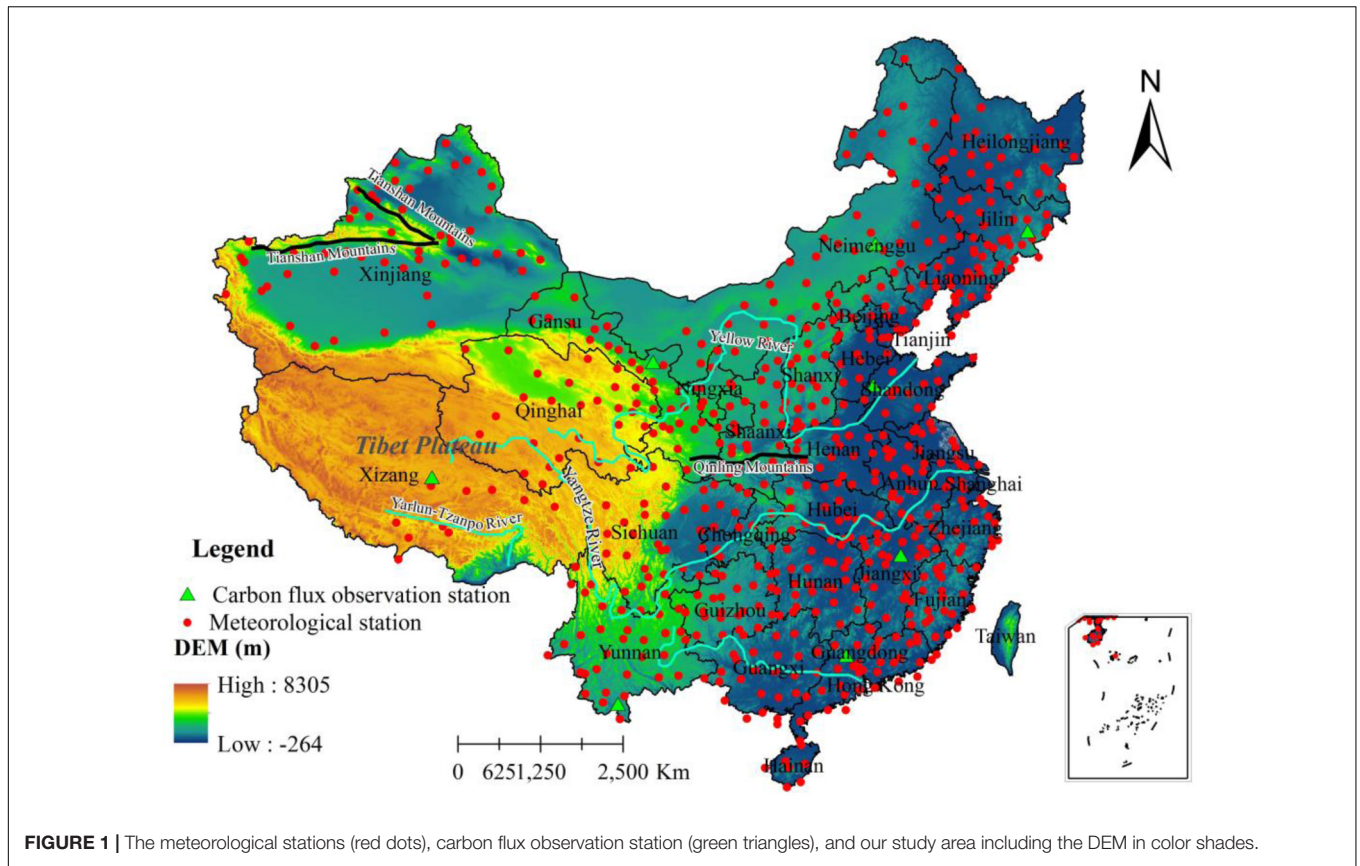 N
Heilongjiang
Jilin
Tianshan Mountains
Neimenggu
Tianshan Mountains
Xinjiang
Liaoning
Gansu
Beijing
Yellow River
Tianjin
Hebei
Shanxi
Ningxia
Shandong
Qinghai
Shaanxi
Tibet Plateau
Henan
Jiangsu
Qinling Mountains
Xizang
Anhun
Shanghai
Yangtze River
Hubei
Yarlun-Tzanpo River
Zhejiang
Sichuan
Chongqing
Legend
Carbon flux observation station
Meteorological station
DEM (m)
High : 8305
Low : -264
Hunan
Jiangxi
Fujian
Guizhou
Taiwan
Yunnan
Guangdong
Guangxi
Hong Kong
Hainan
0 6251,250 2,500 Km
FIGURE 1 | The meteorological stations (red dots), carbon flux observation station (green triangles), and our study area including the DEM in color shades.